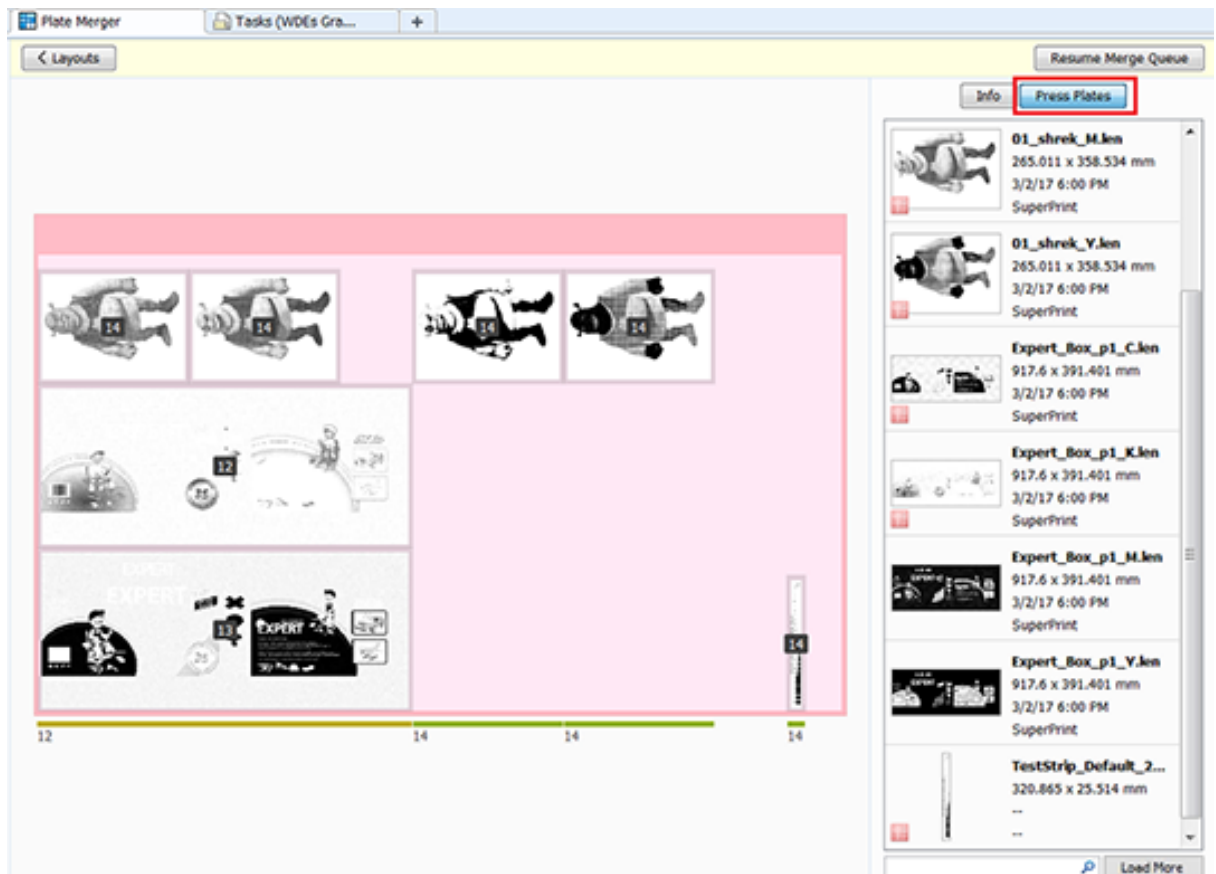 Plate Merger
Tasks (WDEs Gra...
+
< Layouts
Resume Merge Queue
Info
Press Plates
01_shrek_M.len
265.011 x 358.534 mm
3/2/17 6:00 PM
SuperPrint
01_shrek_Y.len
265.011 x 358.534 mm
3/2/17 6:00 PM
SuperPrint
Expert_Box_p1_C.len
917.6 x 391.401 mm
3/2/17 6:00 PM
SuperPrint
Expert_Box_p1_K.len
917.6 x 391.401 mm
3/2/17 6:00 PM
SuperPrint
Expert_Box_p1_M.len
917.6 x 391.401 mm
3/2/17 6:00 PM
SuperPrint
Expert_Box_p1_Y.len
917.6 x 391.401 mm
3/2/17 6:00 PM
SuperPrint
TestStrip_Default_2...
320.865 x 25.514 mm
--
--
Load More
14
14
14
14
12
EXPERT
EXPERT
13
EXPERT
14
12
14
14
14